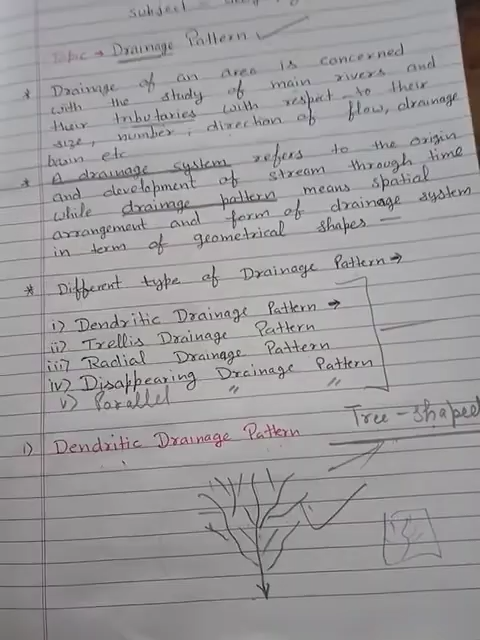 Subject -
Topic → Drainage Pattern
* Drainage of an area is concerned
with the study of main rivers and
their tributaries with respect to their
size, number, direction of flow, drainage
basin etc
* A drainage system refers to the origin
and development of stream through time
while drainage pattern means spatial
arrangement and form of drainage system
in term of geometrical shapes -
* Different type of Drainage Pattern →
i) Dendritic Drainage Pattern →
ii) Trellis Drainage Pattern
iii) Radial Drainage Pattern
iv) Disappearing Drainage Pattern
v) Parallel " "
Tree-shaped
i) Dendritic Drainage Pattern